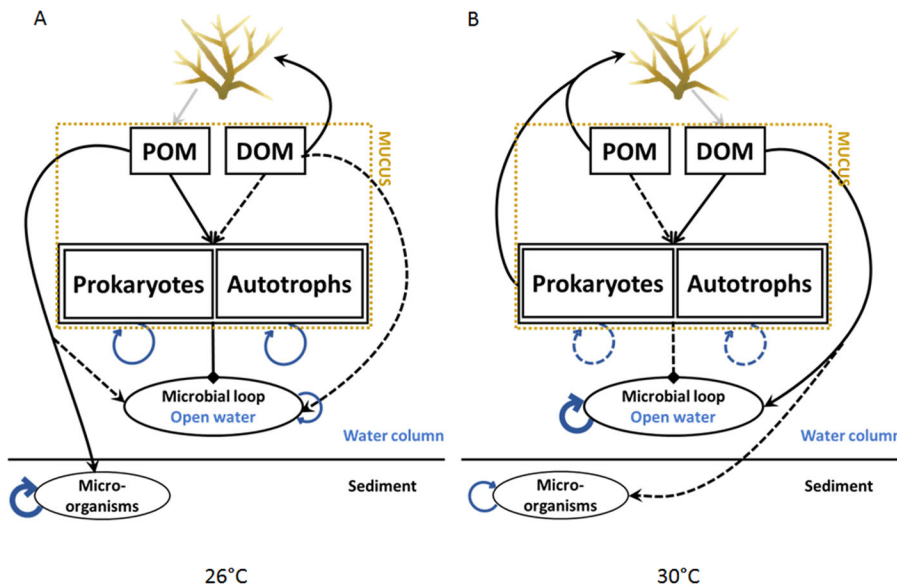 A
POM
DOM
MUCUS
Prokaryotes
Autotrophs
Microbial loop
Open water
Water column
Sediment
Micro-
organisms
26°C
B
POM
DOM
MUCUS
Prokaryotes
Autotrophs
Microbial loop
Open water
Water column
Sediment
Micro-
organisms
30°C